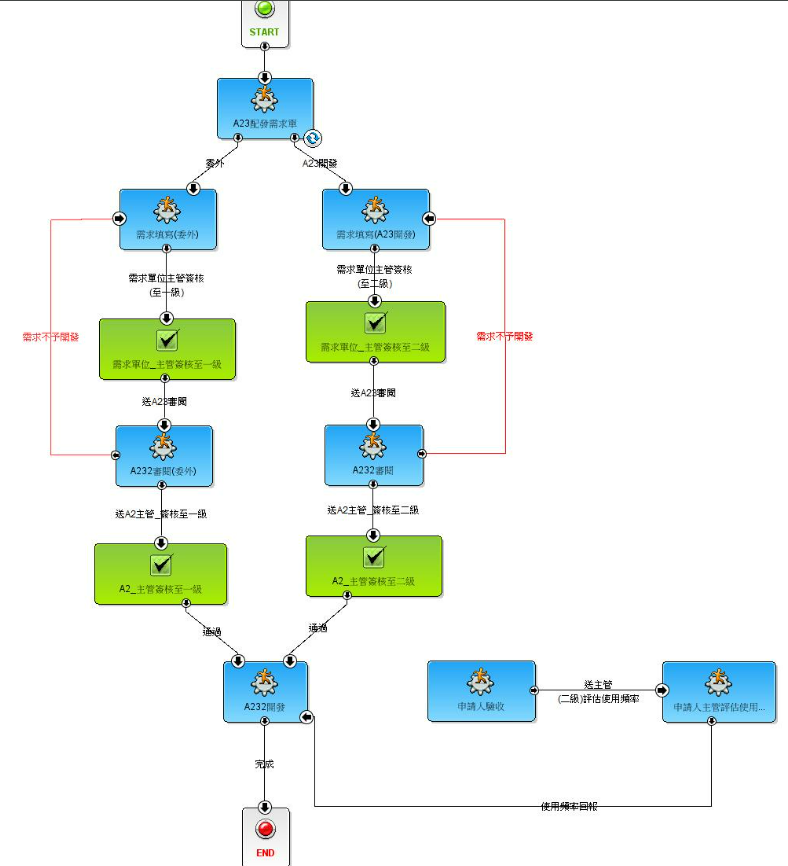 START
A23配發需求單
委外
A23開發
需求填寫(委外)
需求填寫(A23開發)
需求單位主管簽核
(至一級)
需求單位主管簽核
(至二級)
需求不予開發
需求單位_主管簽核至一級
需求單位_主管簽核至二級
需求不予開發
送A23審閱
送A23審閱
A232審閱(委外)
A232審閱
送A2主管_簽核至一級
送A2主管_簽核至二級
A2_主管簽核至一級
A2_主管簽核至二級
通過
通過
A232開發
申請人驗收
送主管
(二級)評估使用頻率
申請人主管評估使用...
完成
使用頻率回報
END